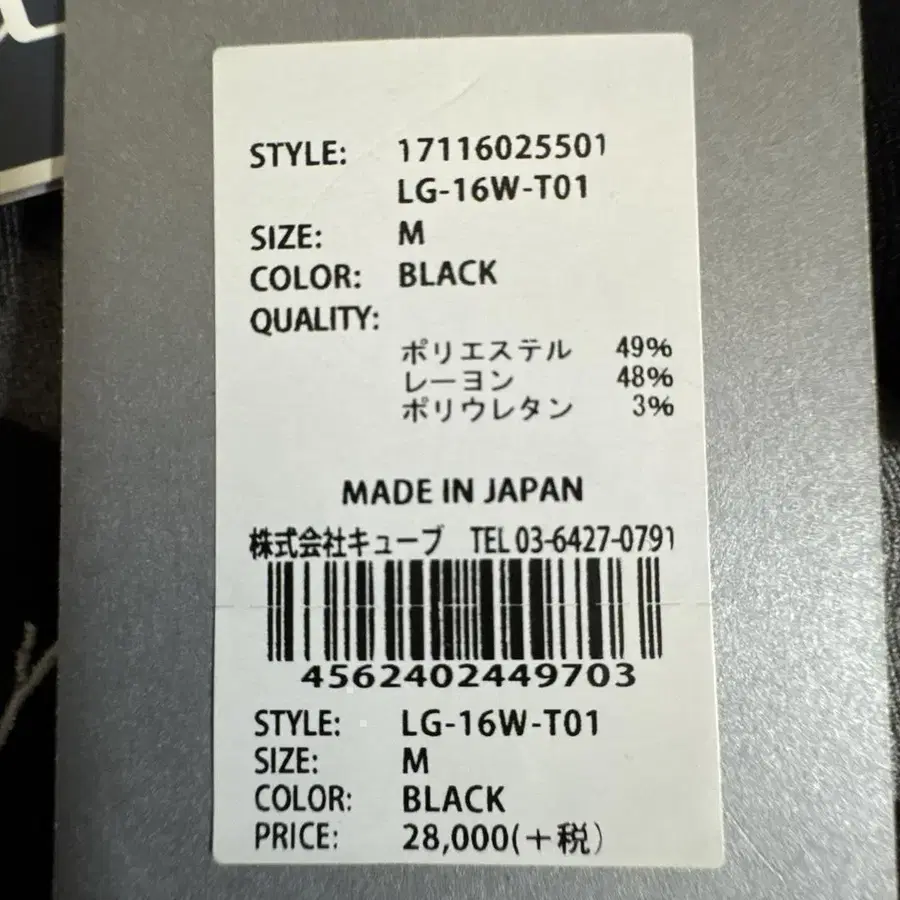 STYLE: 17116025501
LG-16W-T01
SIZE: M
COLOR: BLACK
QUALITY:
ポリエステル 49%
レーヨン 48%
ポリウレタン 3%
MADE IN JAPAN
株式会社キューブ TEL 03-6427-0791
4562402449703
STYLE: LG-16W-T01
SIZE: M
COLOR: BLACK
PRICE: 28,000(+税)